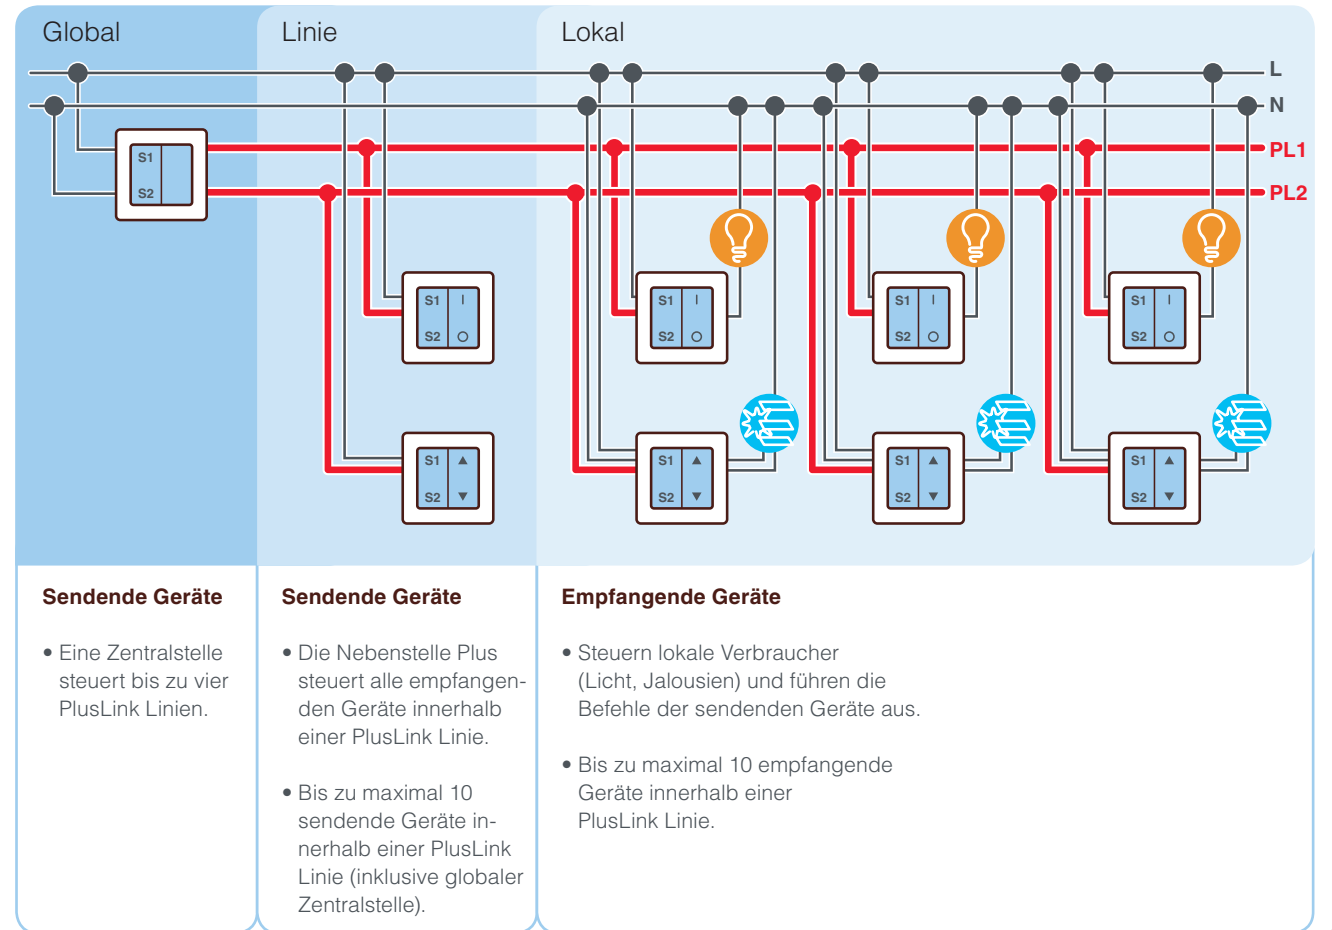 Global
Linie
Lokal
L
N
PL1
PL2
S1
S2
S1 I
S2 O
S1 I
S2 O
S1 I
S2 O
S1 I
S2 O
S1 ▲
S2 ▼
S1 ▲
S2 ▼
S1 ▲
S2 ▼
S1 ▲
S2 ▼
Sendende Geräte
• Eine Zentralstelle
steuert bis zu vier
PlusLink Linien.
Sendende Geräte
• Die Nebenstelle Plus
steuert alle empfangen-
den Geräte innerhalb
einer PlusLink Linie.
• Bis zu maximal 10
sendende Geräte in-
nerhalb einer PlusLink
Linie (inklusive globaler
Zentralstelle).
Empfangende Geräte
• Steuern lokale Verbraucher
(Licht, Jalousien) und führen die
Befehle der sendenden Geräte aus.
• Bis zu maximal 10 empfangende
Geräte innerhalb einer
PlusLink Linie.